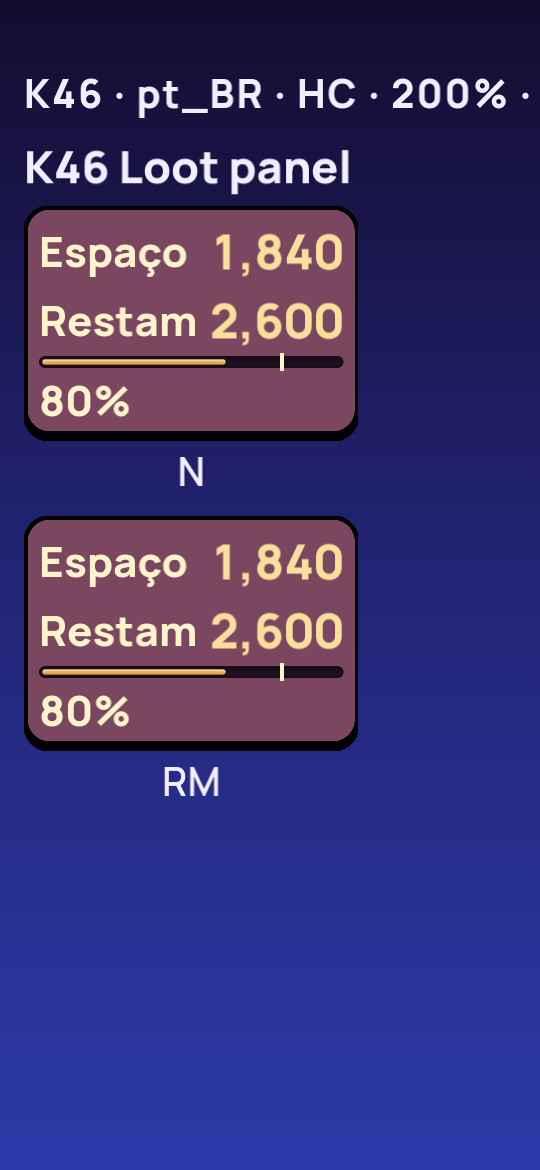 K46 · pt_BR · HC · 200% ·
K46 Loot panel
Espaço 1,840
Restam 2,600
80%
N
Espaço 1,840
Restam 2,600
80%
RM